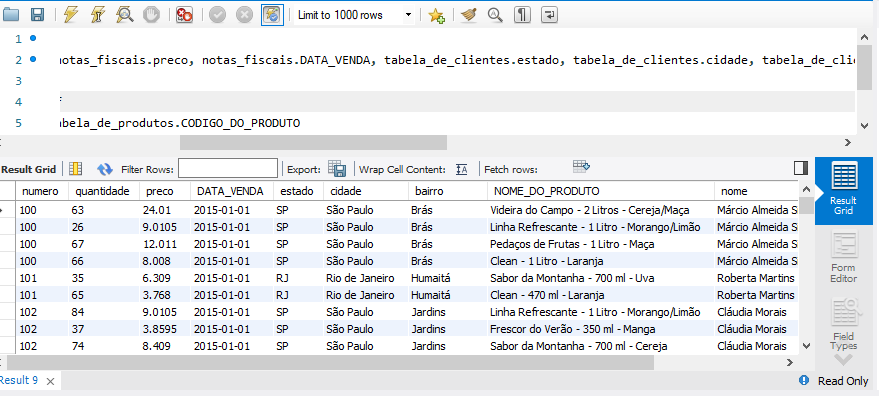 Limit to 1000 rows
1
2 notas_fiscais.preco, notas_fiscais.DATA_VENDA, tabela_de_clientes.estado, tabela_de_clientes.cidade, tabela_de_clie
3
4
5 abela_de_produtos.CODIGO_DO_PRODUTO
Result Grid Filter Rows: Export: Wrap Cell Content: IA Fetch rows:
numero quantidade preco DATA_VENDA estado cidade bairro NOME_DO_PRODUTO nome
100 63 24.01 2015-01-01 SP São Paulo Brás Videira do Campo - 2 Litros - Cereja/Maça Márcio Almeida S
100 26 9.0105 2015-01-01 SP São Paulo Brás Linha Refrescante - 1 Litro - Morango/Limão Márcio Almeida S
100 67 12.011 2015-01-01 SP São Paulo Brás Pedaços de Frutas - 1 Litro - Maça Márcio Almeida S
100 66 8.008 2015-01-01 SP São Paulo Brás Clean - 1 Litro - Laranja Márcio Almeida S
101 35 6.309 2015-01-01 RJ Rio de Janeiro Humaitá Sabor da Montanha - 700 ml - Uva Roberta Martins
101 65 3.768 2015-01-01 RJ Rio de Janeiro Humaitá Clean - 470 ml - Laranja Roberta Martins
102 84 9.0105 2015-01-01 SP São Paulo Jardins Linha Refrescante - 1 Litro - Morango/Limão Cláudia Morais
102 37 3.8595 2015-01-01 SP São Paulo Jardins Frescor do Verão - 350 ml - Manga Cláudia Morais
102 74 8.409 2015-01-01 SP São Paulo Jardins Sabor da Montanha - 700 ml - Cereja Cláudia Morais
Result
Grid
Form
Editor
Field
Types
Result 9
Read Only